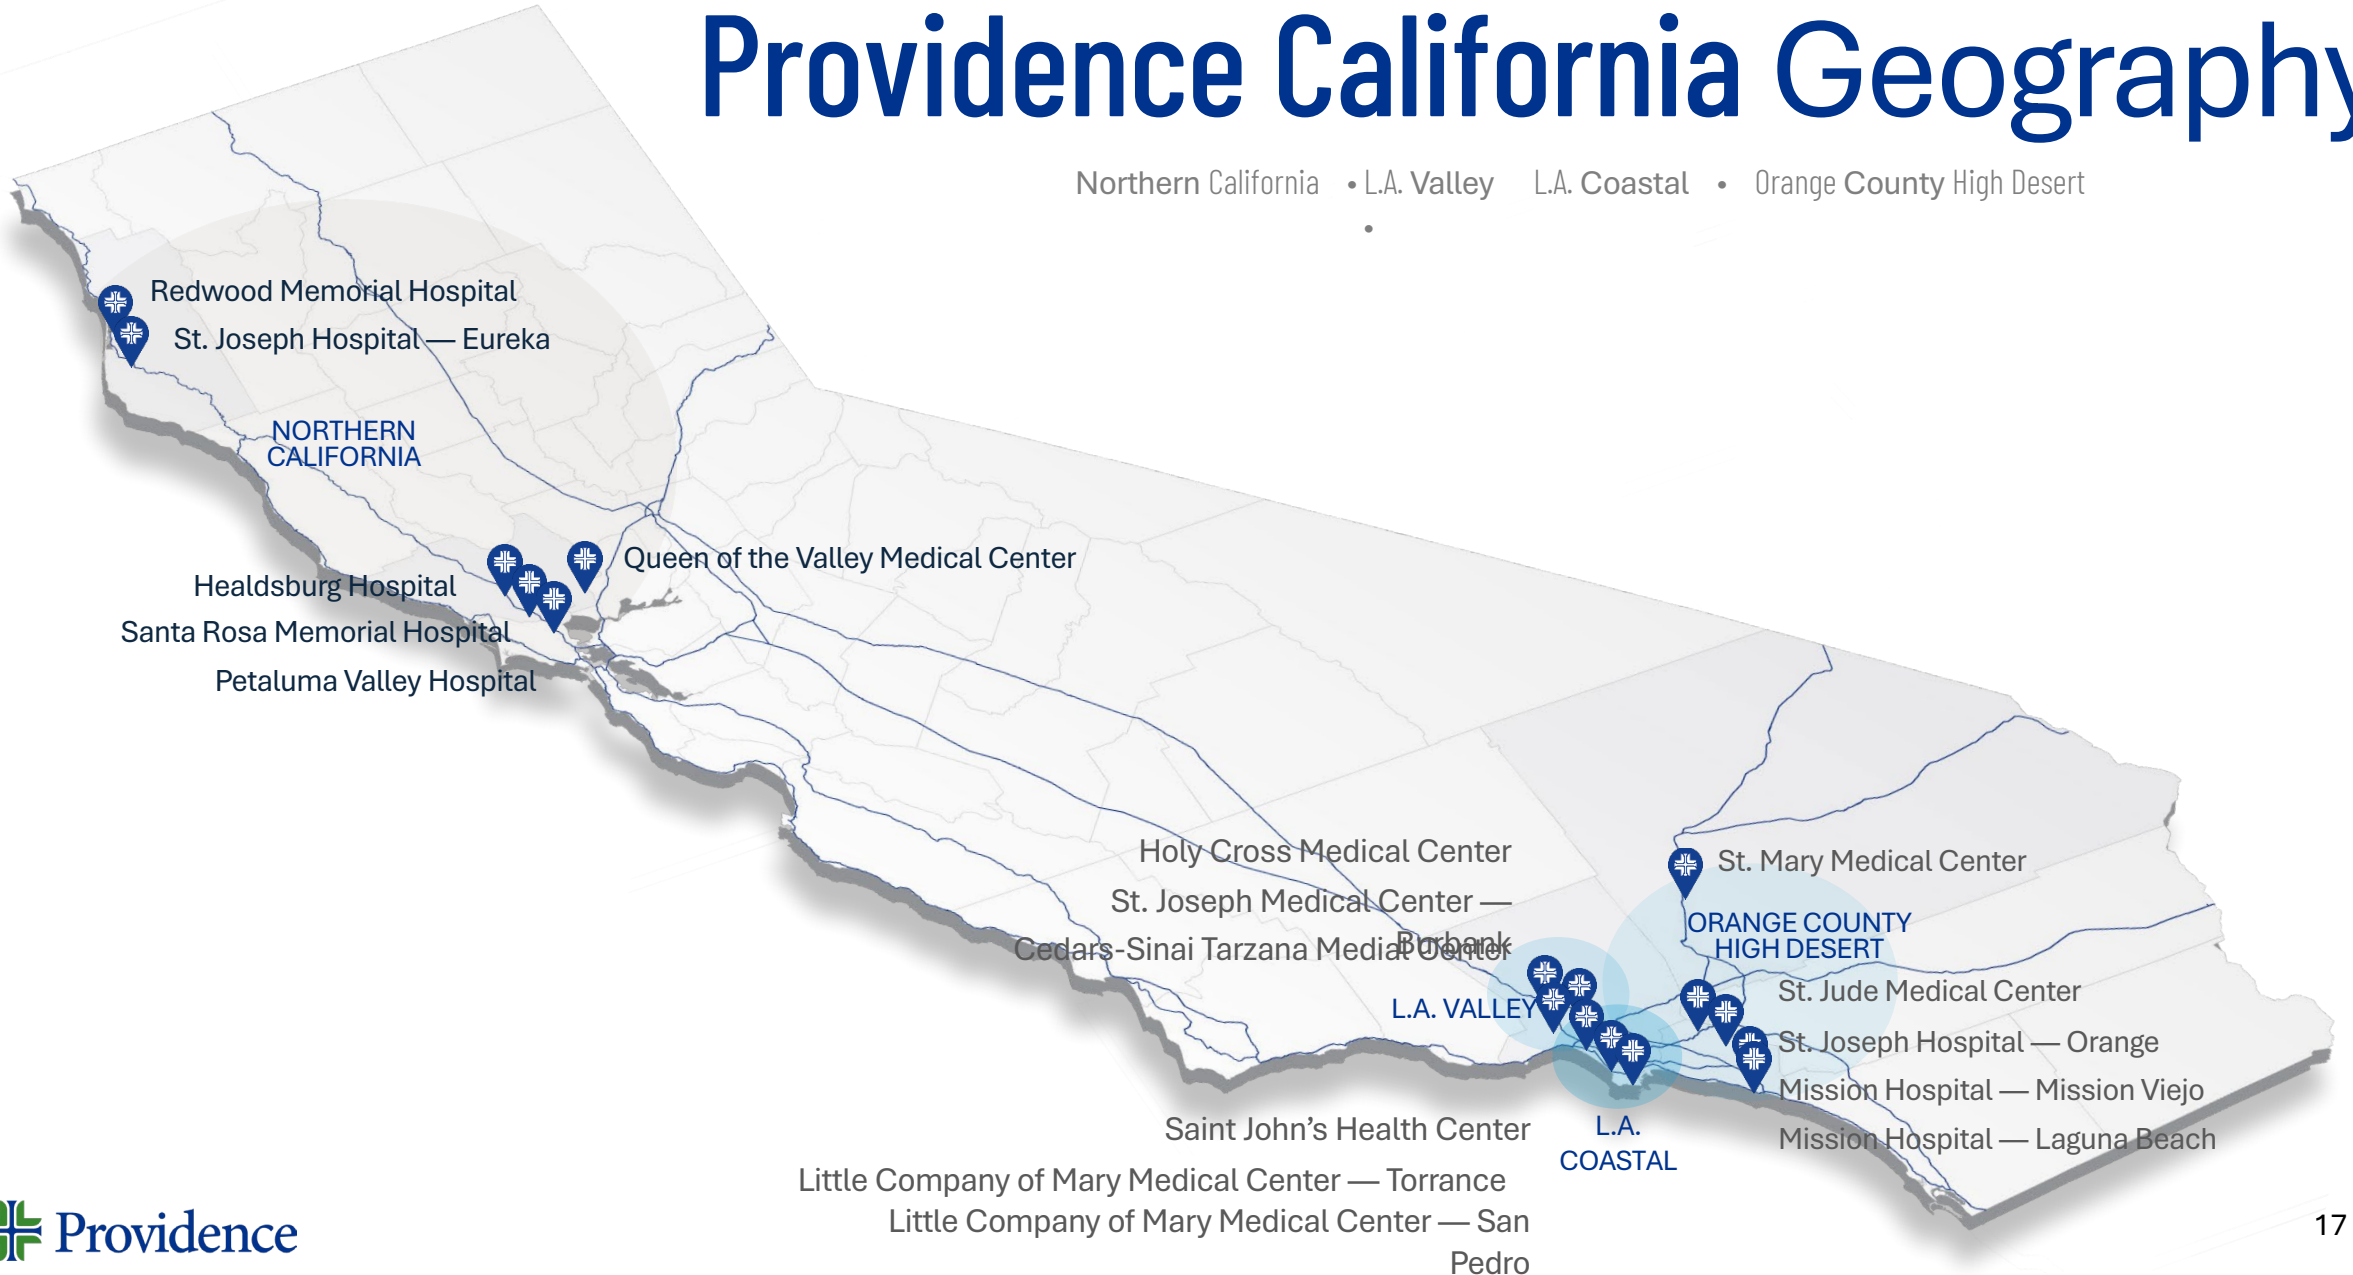 Providence California Geography
Northern California • L.A. Valley • L.A. Coastal • Orange County High Desert
Redwood Memorial Hospital
St. Joseph Hospital — Eureka
NORTHERN
CALIFORNIA
Queen of the Valley Medical Center
Healdsburg Hospital
Santa Rosa Memorial Hospital
Petaluma Valley Hospital
Holy Cross Medical Center
St. Joseph Medical Center —
Burbank
Cedars-Sinai Tarzana Medial Center
L.A. VALLEY
St. Mary Medical Center
ORANGE COUNTY
HIGH DESERT
St. Jude Medical Center
St. Joseph Hospital — Orange
Mission Hospital — Mission Viejo
Mission Hospital — Laguna Beach
Saint John’s Health Center
Little Company of Mary Medical Center — Torrance
Little Company of Mary Medical Center — San
Pedro
L.A.
COASTAL
Providence
17